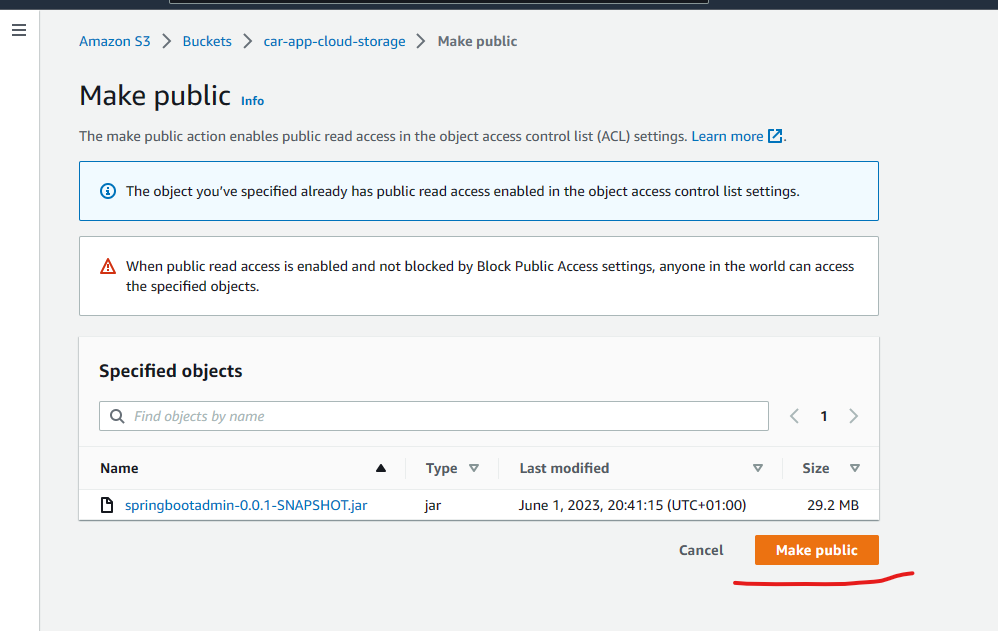 Amazon S3 > Buckets > car-app-cloud-storage > Make public
Make public Info
The make public action enables public read access in the object access control list (ACL) settings. Learn more.
The object you've specified already has public read access enabled in the object access control list settings.
When public read access is enabled and not blocked by Block Public Access settings, anyone in the world can access
the specified objects.
Specified objects
Find objects by name
1
Name Type Last modified Size
springbootadmin-0.0.1-SNAPSHOT.jar jar June 1, 2023, 20:41:15 (UTC+01:00) 29.2 MB
Cancel Make public